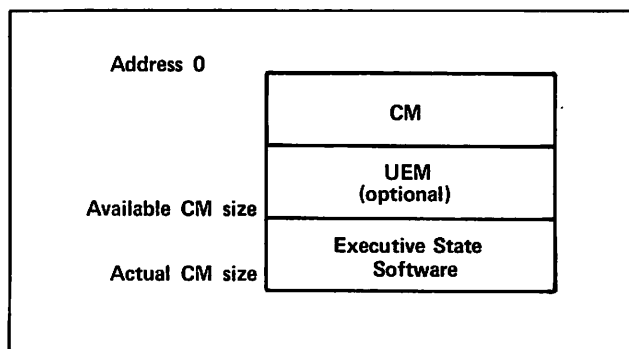 Address 0
CM
UEM
(optional)
Available CM size
Executive State
Software
Actual CM size